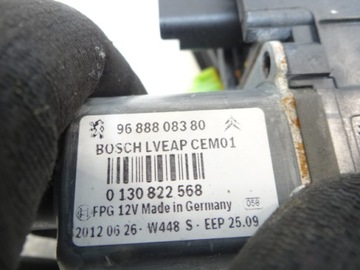 96 888 083 80
BOSCH LVEAP CEM01
0 130 822 568
FPG 12V Made in Germany 058
2012 06 26 - W448 S - EEP 25.09